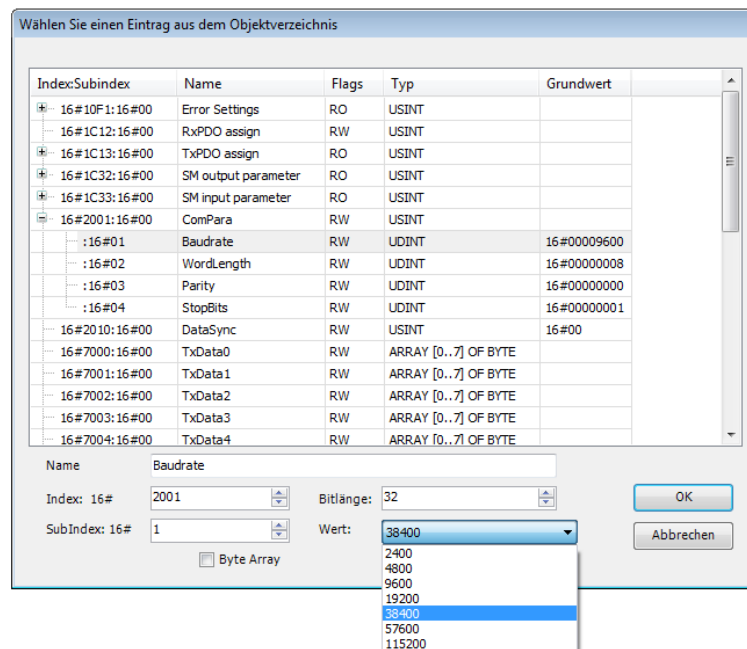 Wählen Sie einen Eintrag aus dem Objektverzeichnis
Index:Subindex Name Flags Typ Grundwert
16#10F1:16#00 Error Settings RO USINT
16#1C12:16#00 RxPDO assign RW USINT
16#1C13:16#00 TxPDO assign RO USINT
16#1C32:16#00 SM output parameter RO USINT
16#1C33:16#00 SM input parameter RO USINT
16#2001:16#00 ComPara RW USINT
:16#01 Baudrate RW UDINT 16#00009600
:16#02 WordLength RW UDINT 16#00000008
:16#03 Parity RW UDINT 16#00000000
:16#04 StopBits RW UDINT 16#00000001
16#2010:16#00 DataSync RW USINT 16#00
16#7000:16#00 TxData0 RW ARRAY [0..7] OF BYTE
16#7001:16#00 TxData1 RW ARRAY [0..7] OF BYTE
16#7002:16#00 TxData2 RW ARRAY [0..7] OF BYTE
16#7003:16#00 TxData3 RW ARRAY [0..7] OF BYTE
16#7004:16#00 TxData4 RW ARRAY [0..7] OF BYTE
Name Baudrate
Index: 16# 2001 Bitlänge: 32 OK
SubIndex: 16# 1 Wert: 38400 Abbrechen
Byte Array
2400
4800
9600
19200
38400
57600
115200